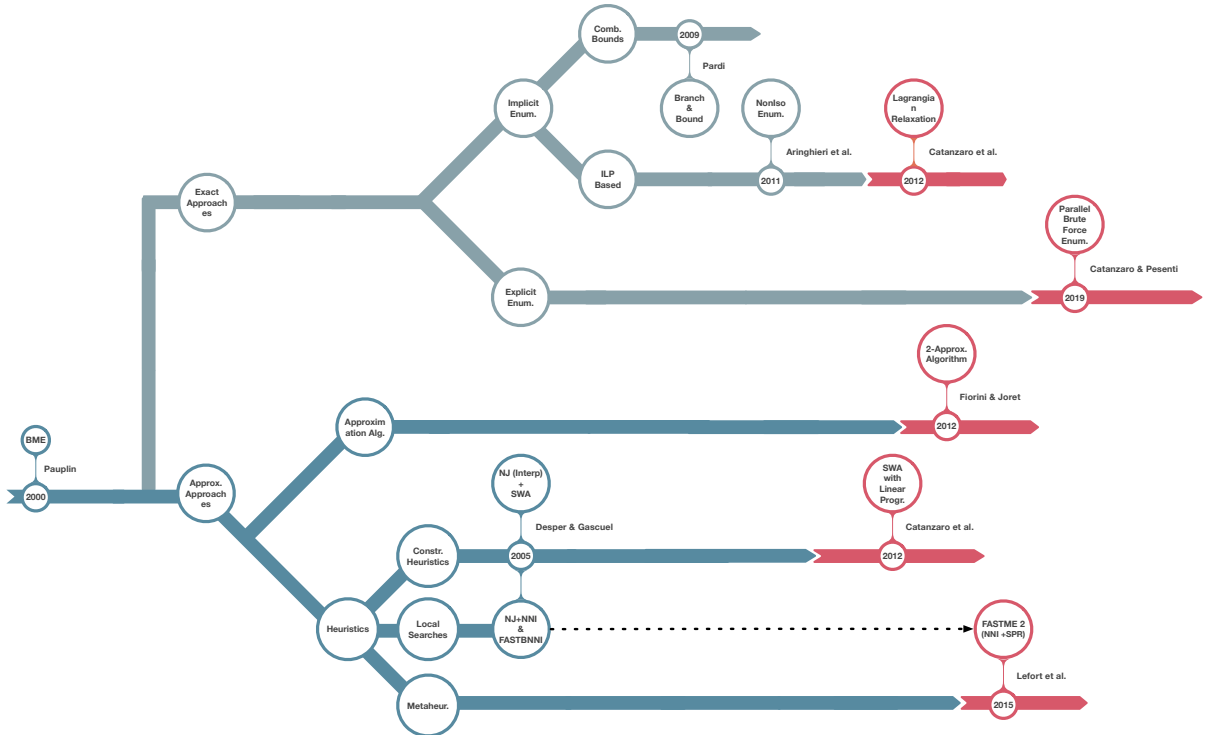 Comb.
Bounds
2009
Pardi
Branch
&
Bound
Implicit
Enum.
NonIso
Enum.
Aringhieri et al.
2011
Lagrangia
n
Relaxation
Catanzaro et al.
2012
ILP
Based
Exact
Approach
es
Parallel
Brute
Force
Enum.
Catanzaro & Pesenti
2019
Explicit
Enum.
2-Approx.
Algorithm
Fiorini & Joret
2012
Approxim
ation Alg.
BME
Pauplin
2000
Approx.
Approach
es
NJ (Interp)
+
SWA
Desper & Gascuel
2005
SWA
with
Linear
Progr.
Catanzaro et al.
2012
Constr.
Heuristics
Heuristics
Local
Searches
NJ+NNI
&
FASTBNNI
FASTME 2
(NNI +SPR)
Lefort et al.
2015
Metaheur.